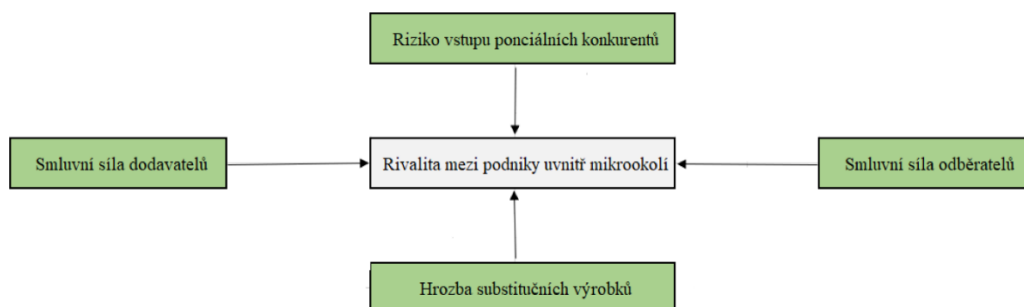 Riziko vstupu ponciálních konkurentů
Smluvní síla dodavatelů
Rivalita mezi podniky uvnitř mikrookolí
Smluvní síla odběratelů
Hrozba substitučních výrobků